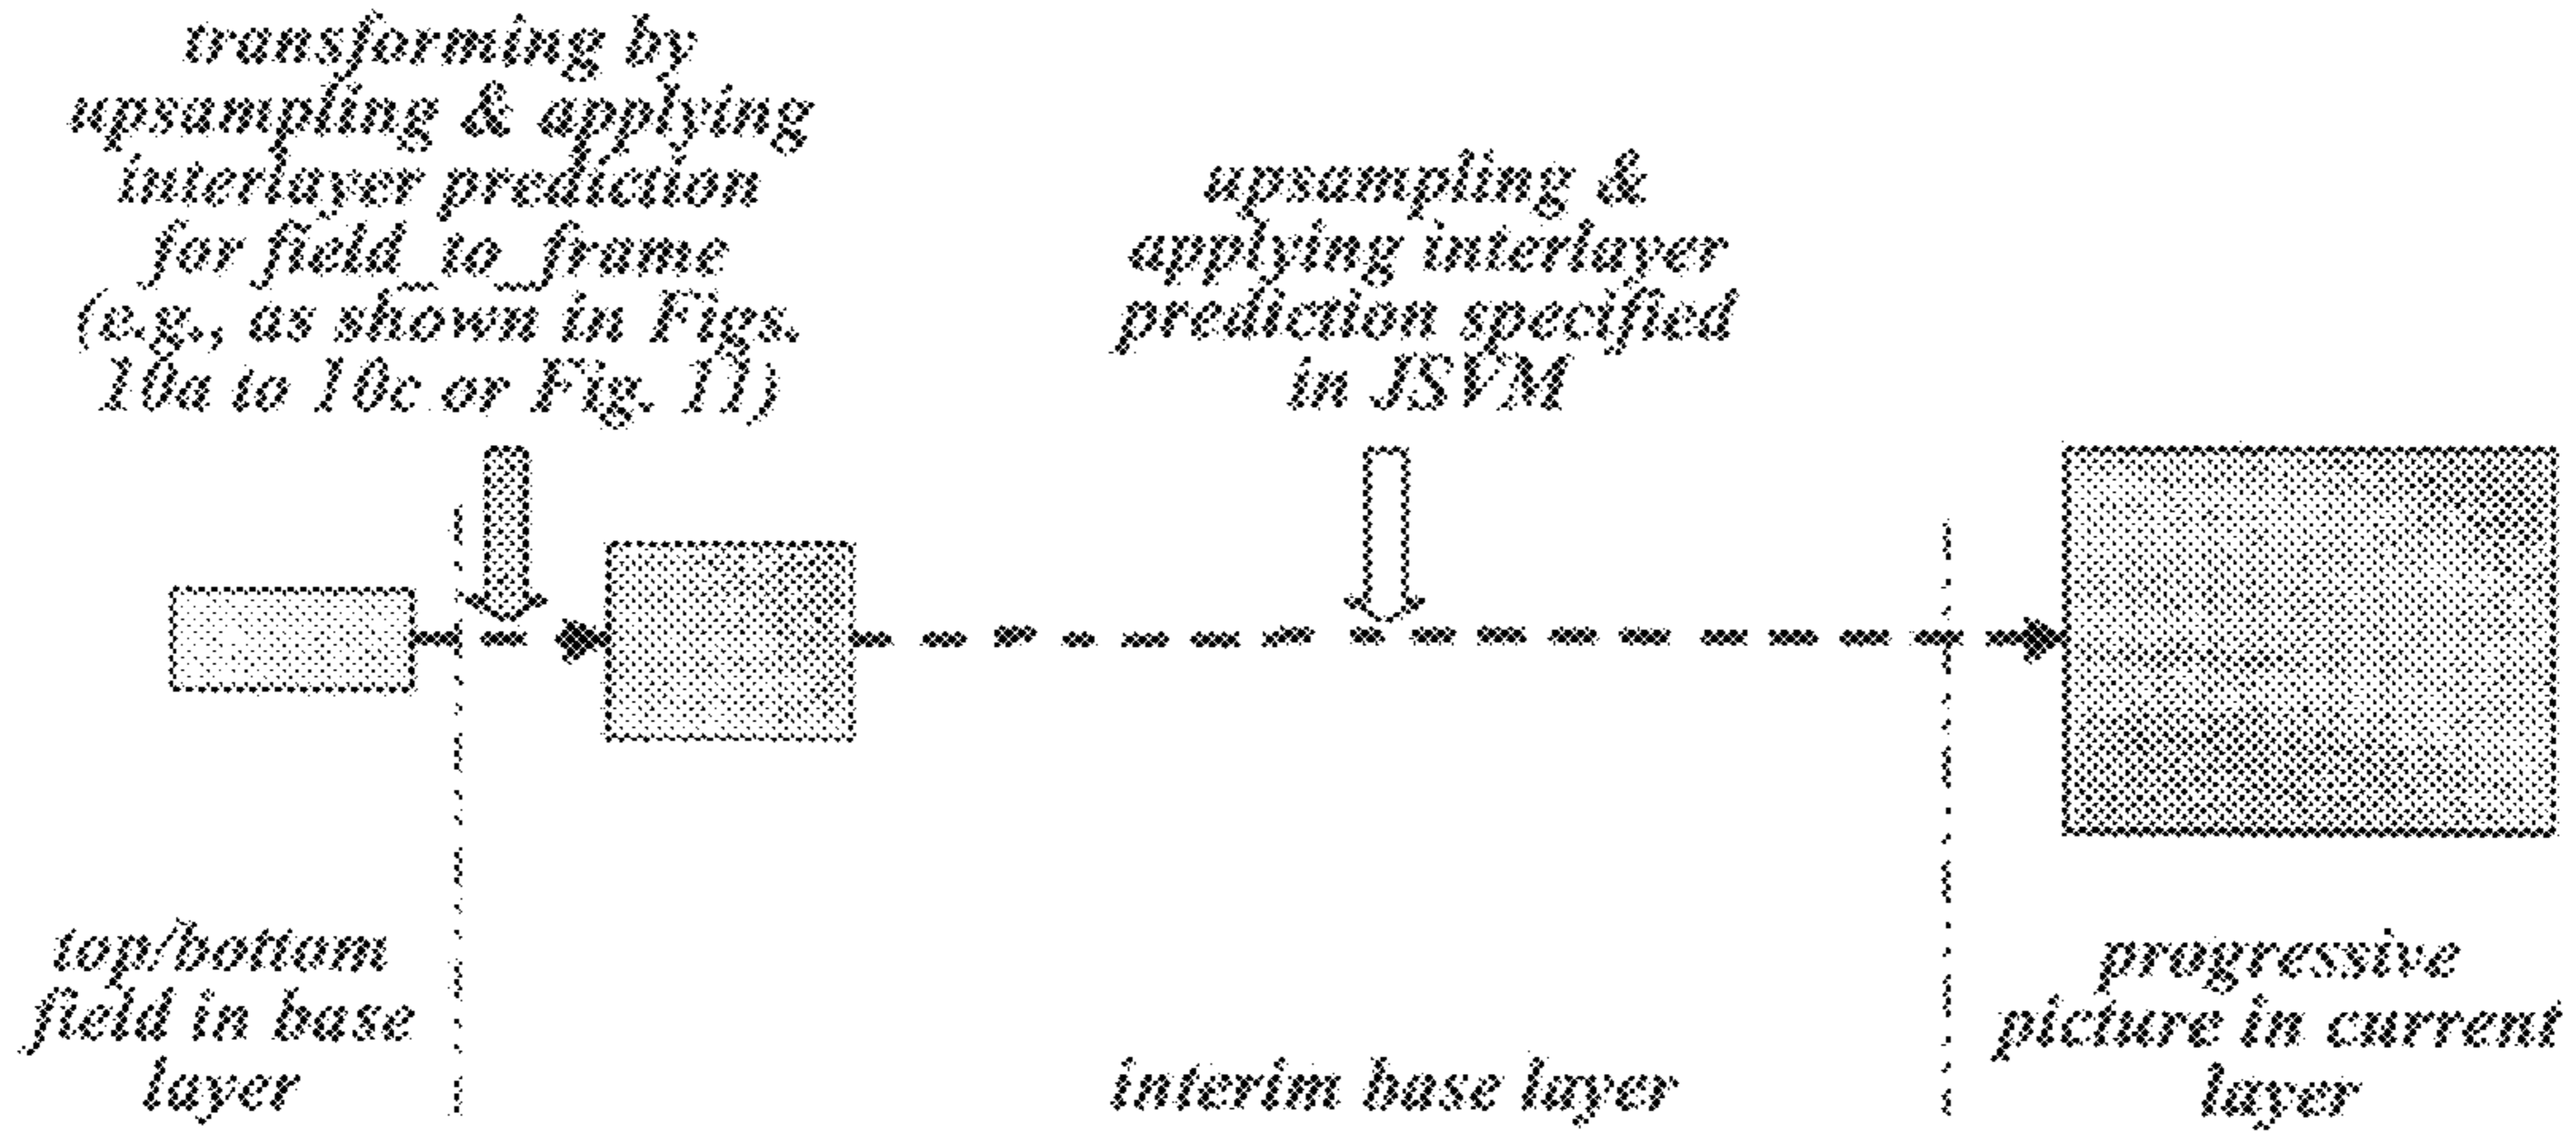 transforming by
upsampling & applying
interlayer prediction
for field_to_frame
(e.g., as shown in Figs.
10a to 10c or Fig. 11)
upsampling &
applying interlayer
prediction specified
in JSVM
top/bottom
field in base
layer
interim base layer
progressive
picture in current
layer